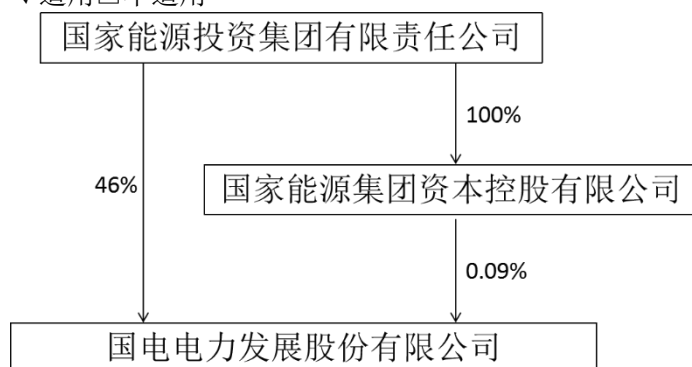 国家能源投资集团有限责任公司
100%
46%
国家能源集团资本控股有限公司
0.09%
国电电力发展股份有限公司